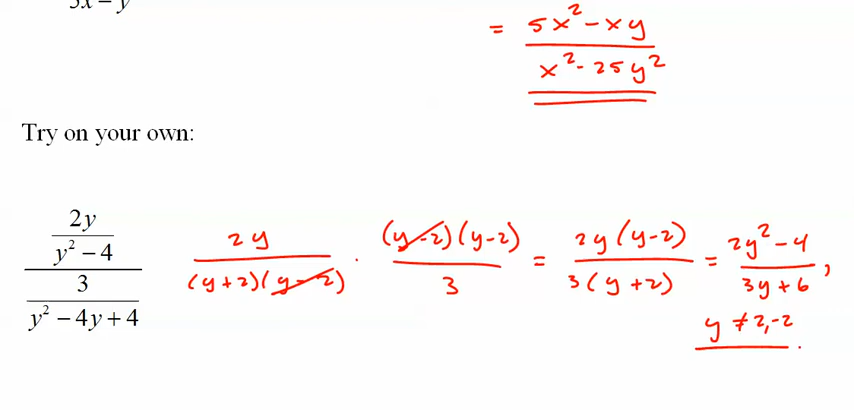 5x - y
= (5x² - xy)/(x² - 25y²)
Try on your own:
(2y/(y² - 4))/(3/(y² - 4y + 4)) 2y/((y+2)(y-2)) · ((y-2)(y-2))/3 = (2y(y-2))/(3(y+2)) = (2y² - 4)/(3y + 6),
y ≠ 2, -2.